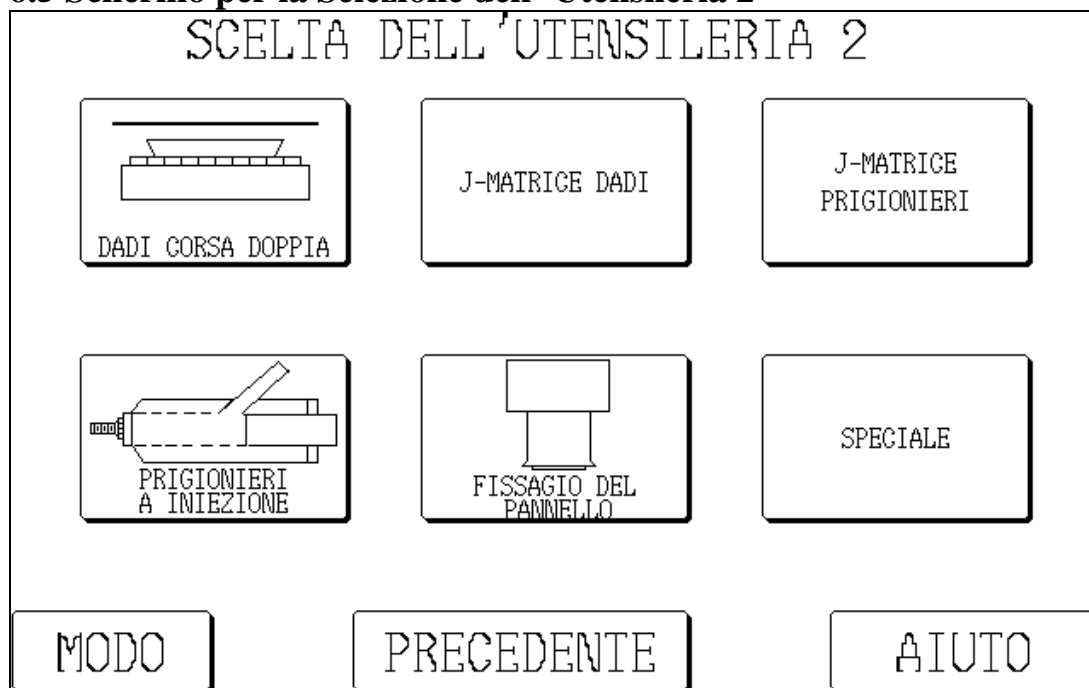 6.3 Schermo per la Selezione dell' Utensileria 2
SCELTA DELL'UTENSILERIA 2
DADI CORSA DOPPIA
J-MATRICE DADI
J-MATRICE
PRIGIONIERI
PRIGIONIERI
A INIEZIONE
FISSAGIO DEL
PANNELLO
SPECIALE
MODO
PRECEDENTE
AIUTO